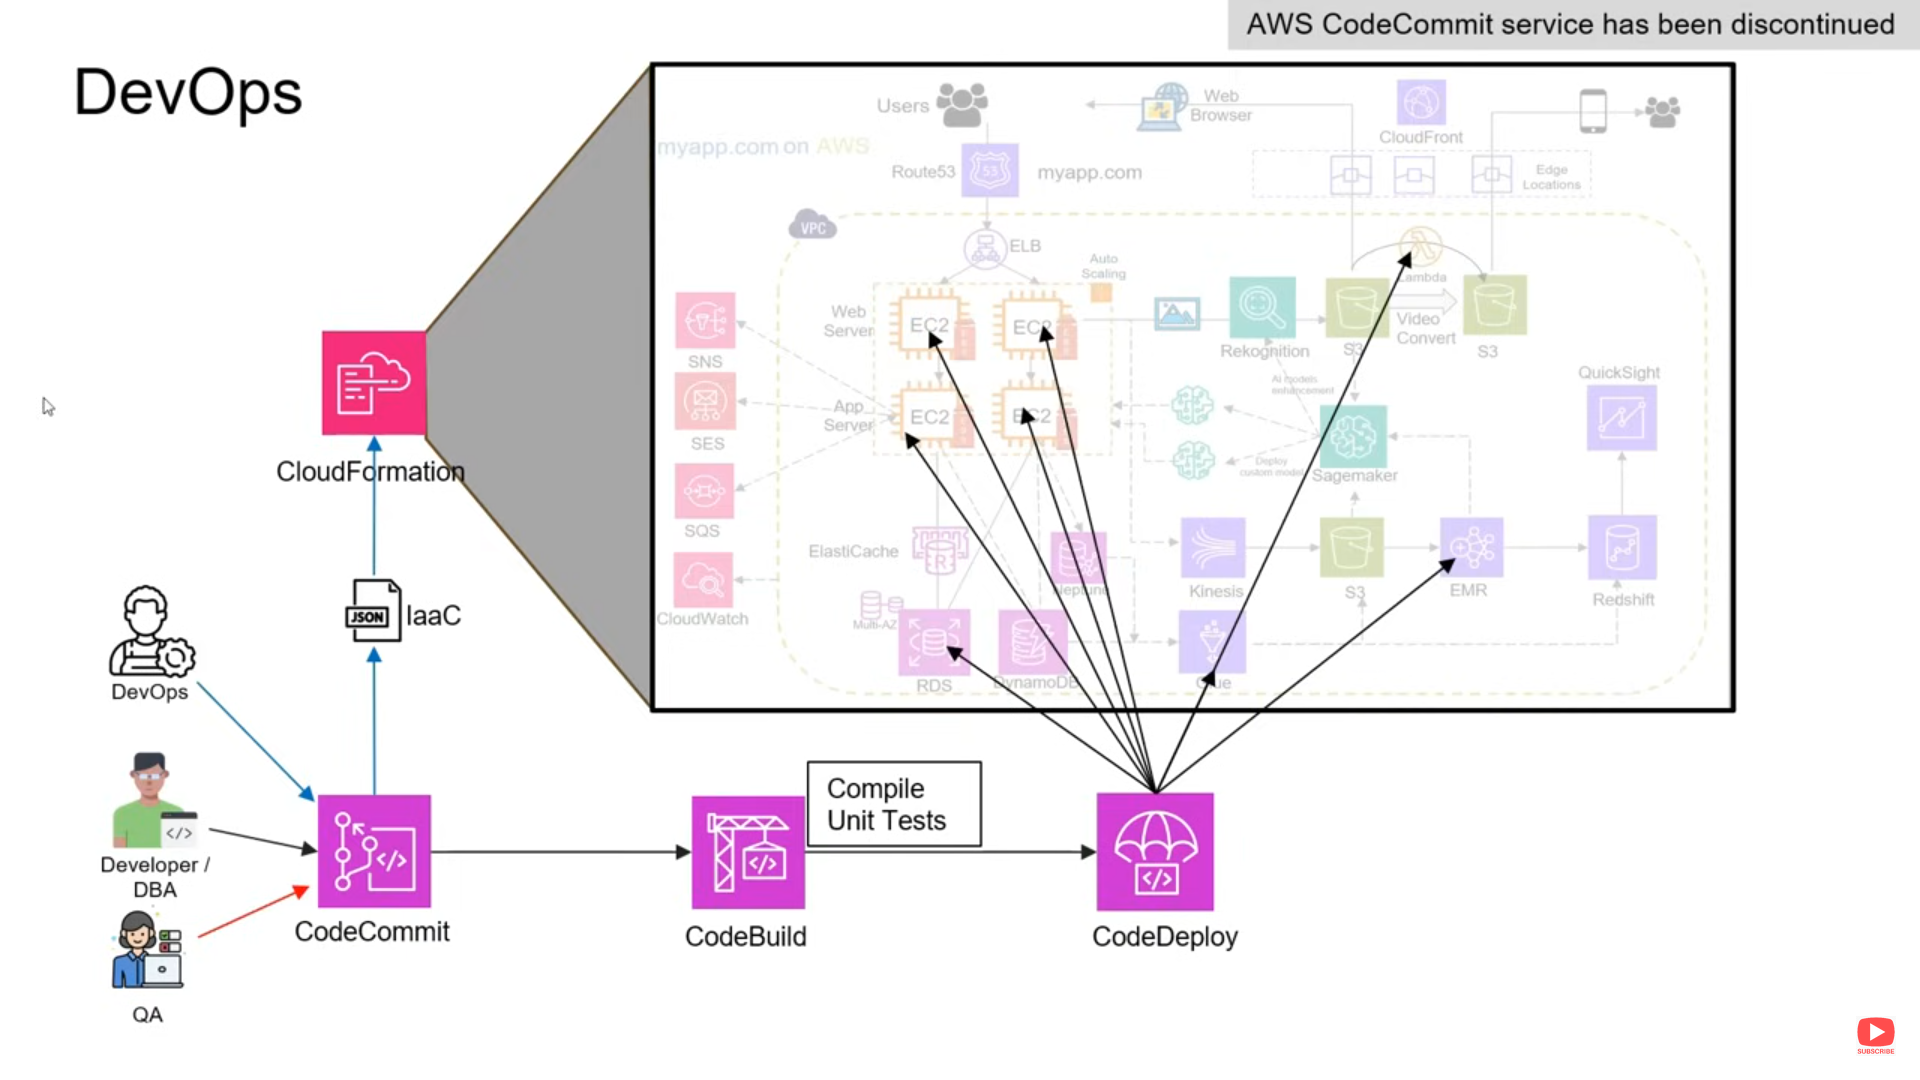 AWS CodeCommit service has been discontinued
DevOps
Users
Web
Browser
CloudFront
myapp.com on AWS
Route53
53
myapp.com
Edge
Locations
VPC
ELB
Auto
Scaling
Web
Server
EC2
EC2
SNS
Rekognition
S3
Lambda
Video
Convert
S3
AI models
enhancement
QuickSight
App
Server
EC2
EC2
SES
Deploy
custom model
Sagemaker
SQS
ElastiCache
R
Neptune
Kinesis
S3
EMR
Redshift
CloudWatch
Multi-AZ
RDS
DynamoDB
Glue
CloudFormation
JSON
IaaC
DevOps
Developer /
DBA
QA
CodeCommit
CodeBuild
Compile
Unit Tests
CodeDeploy
SUBSCRIBE